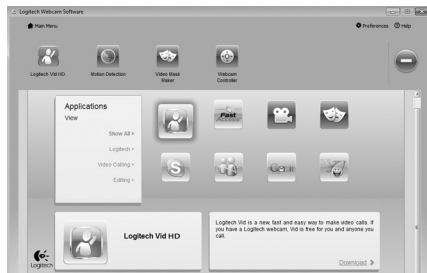 Logitech Webcam Software
Main Menu
Preferences
Help
Logitech Vid HD
Motion Detection
Video Mask Maker
Webcam Controller
Applications
View
Show All >
Logitech >
Video Calling >
Editing >
Fast
Logitech Vid HD
Logitech Vid is a new, fast and easy way to make video calls. If
you have a Logitech webcam, Vid is free for you and anyone you
call.
Download
Logitech